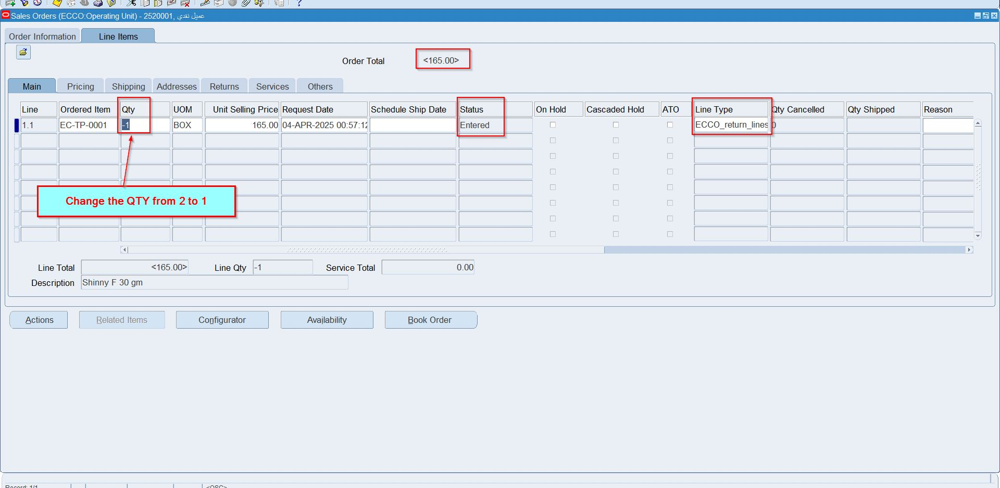 Sales Orders (ECCO:Operating Unit) - 2520001, عميل نقدي
Order Information Line Items
Order Total <165.00>
Main Pricing Shipping Addresses Returns Services Others
Line Ordered Item Qty UOM Unit Selling Price Request Date Schedule Ship Date Status On Hold Cascaded Hold ATO Line Type Qty Cancelled Qty Shipped Reason
1.1 EC-TP-0001 -1 BOX 165.00 04-APR-2025 00:57:12 Entered ECCO_return_lines 0
Change the QTY from 2 to 1
Line Total <165.00> Line Qty -1 Service Total 0.00
Description Shinny F 30 gm
Actions Related Items Configurator Availability Book Order
Record: 1/1 <OSC>